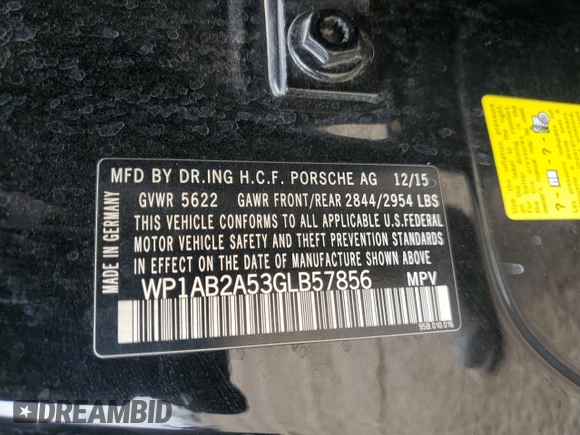 MFD BY DR.ING H.C.F. PORSCHE AG 12/15
GVWR 5622 GAWR FRONT/REAR 2844/2954 LBS
THIS VEHICLE CONFORMS TO ALL APPLICABLE U.S.FEDERAL
MOTOR VEHICLE SAFETY AND THEFT PREVENTION STANDARDS
IN EFFECT ON THE DATE OF MANUFACTURE SHOWN ABOVE
WP1AB2A53GLB57856 MPV
95B.010.016
MADE IN GERMANY
DREAMBID